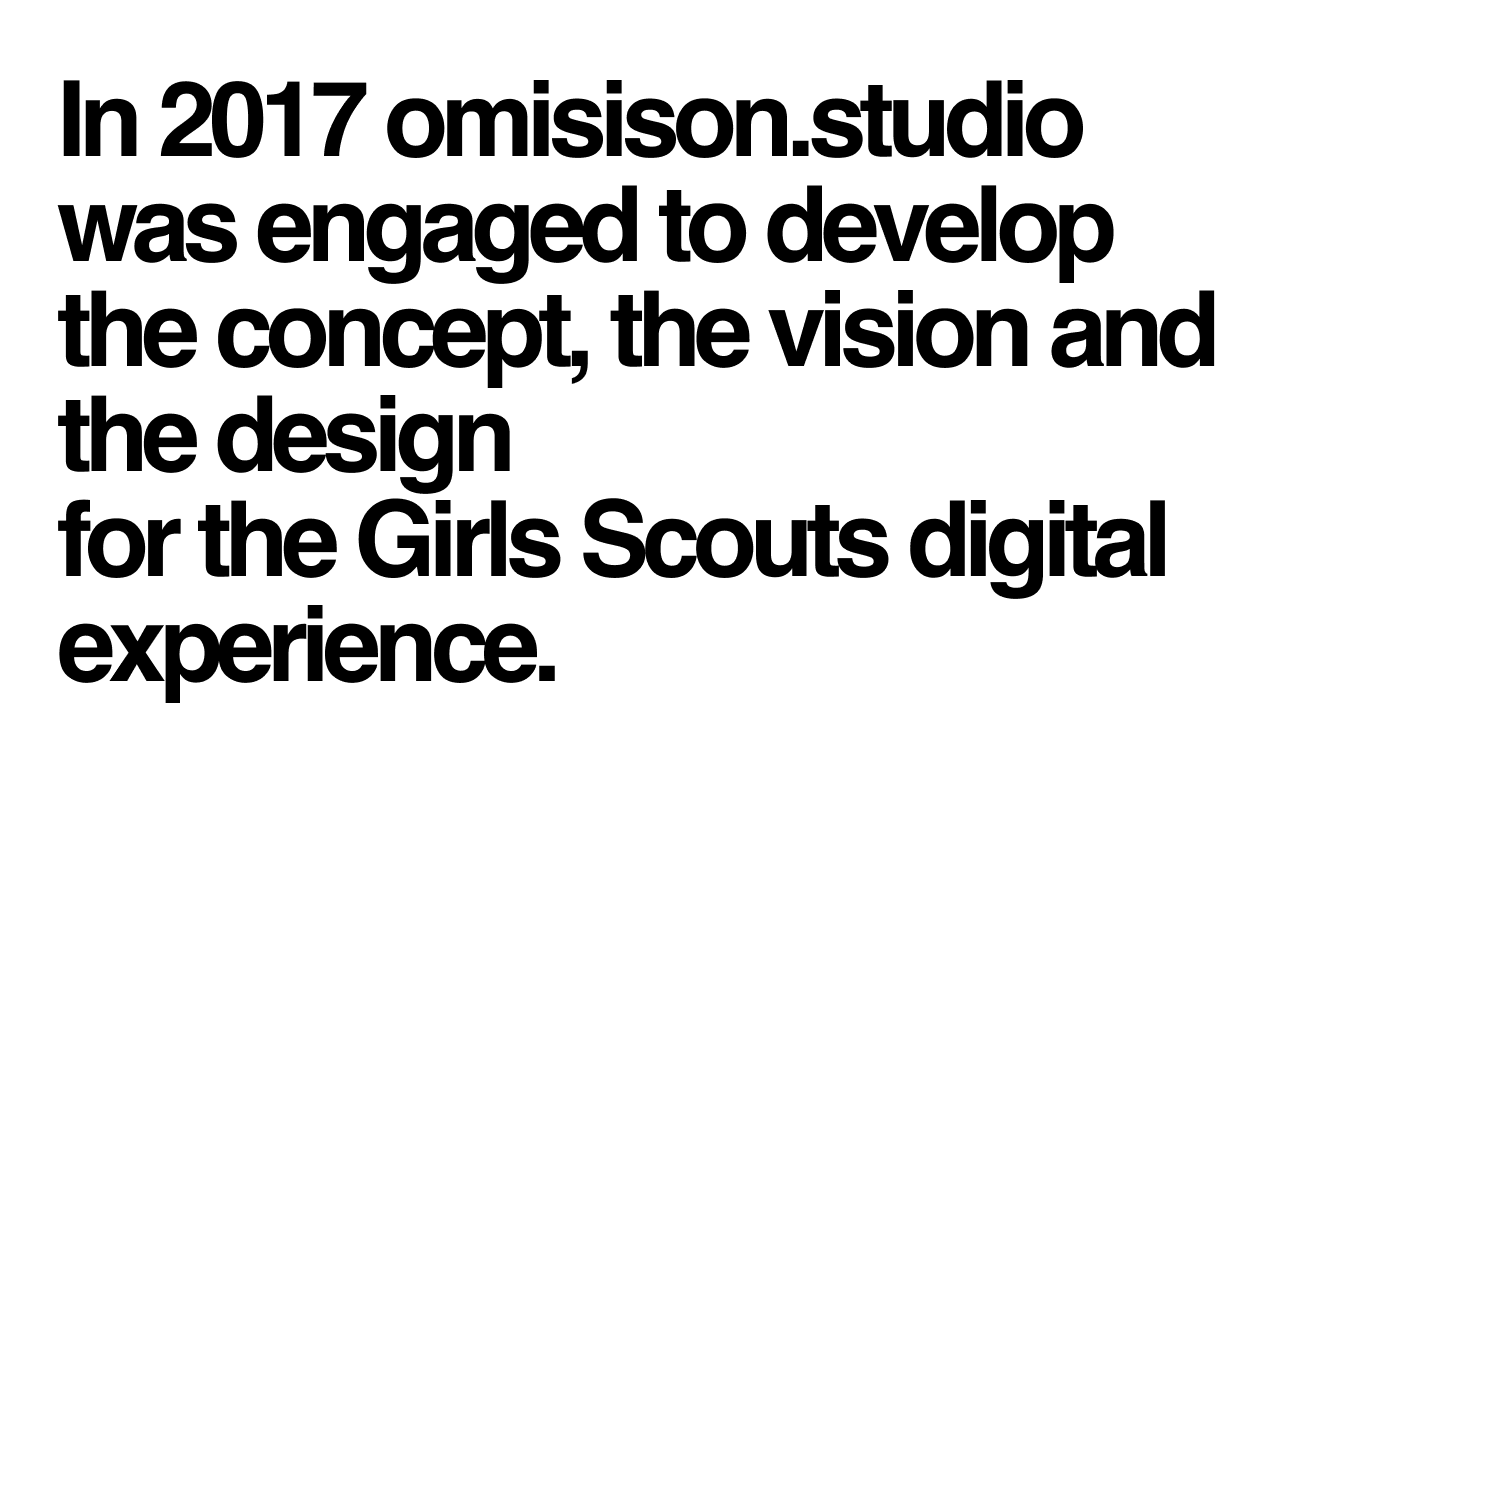 In 2017 omisison.studio
was engaged to develop
the concept, the vision and
the design
for the Girls Scouts digital
experience.